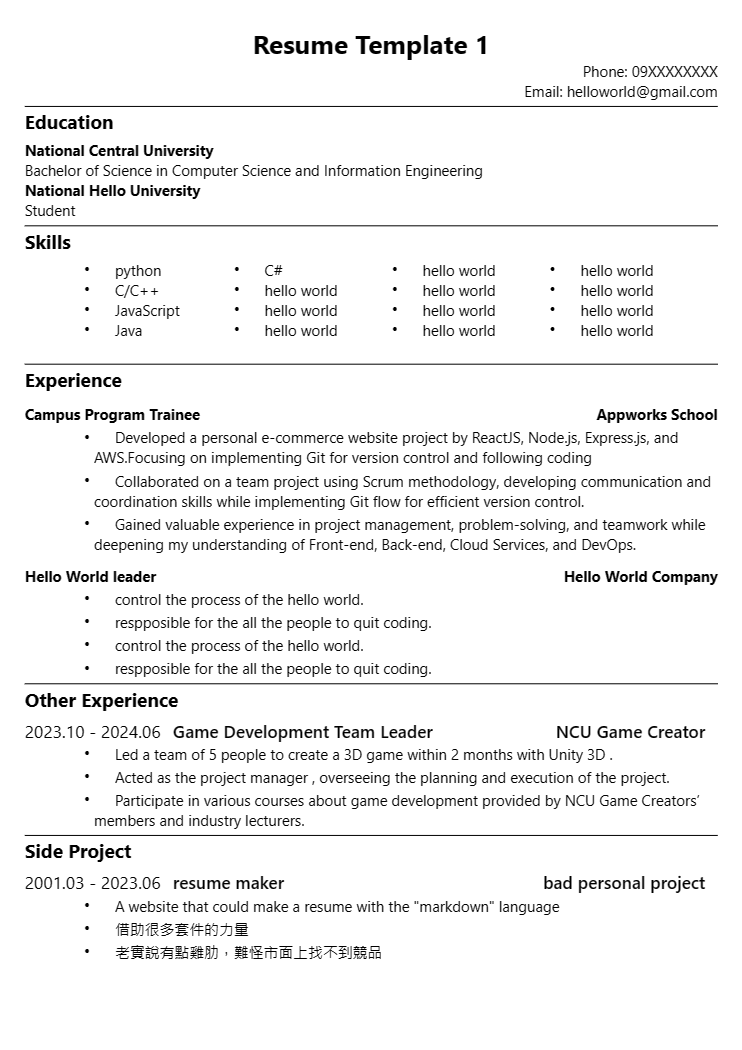 Resume Template 1
Phone: 09XXXXXXXX
Email: helloworld@gmail.com
Education
National Central University
Bachelor of Science in Computer Science and Information Engineering
National Hello University
Student
Skills
• python • C# • hello world • hello world
• C/C++ • hello world • hello world • hello world
• JavaScript • hello world • hello world • hello world
• Java • hello world • hello world • hello world
Experience
Campus Program Trainee Appworks School
• Developed a personal e-commerce website project by ReactJS, Node.js, Express.js, and
AWS.Focusing on implementing Git for version control and following coding
• Collaborated on a team project using Scrum methodology, developing communication and
coordination skills while implementing Git flow for efficient version control.
• Gained valuable experience in project management, problem-solving, and teamwork while
deepening my understanding of Front-end, Back-end, Cloud Services, and DevOps.
Hello World leader Hello World Company
• control the process of the hello world.
• respposible for the all the people to quit coding.
• control the process of the hello world.
• respposible for the all the people to quit coding.
Other Experience
2023.10 - 2024.06 Game Development Team Leader NCU Game Creator
• Led a team of 5 people to create a 3D game within 2 months with Unity 3D .
• Acted as the project manager , overseeing the planning and execution of the project.
• Participate in various courses about game development provided by NCU Game Creators’
members and industry lecturers.
Side Project
2001.03 - 2023.06 resume maker bad personal project
• A website that could make a resume with the "markdown" language
• 借助很多套件的力量
• 老實說有點雞肋，難怪市面上找不到競品